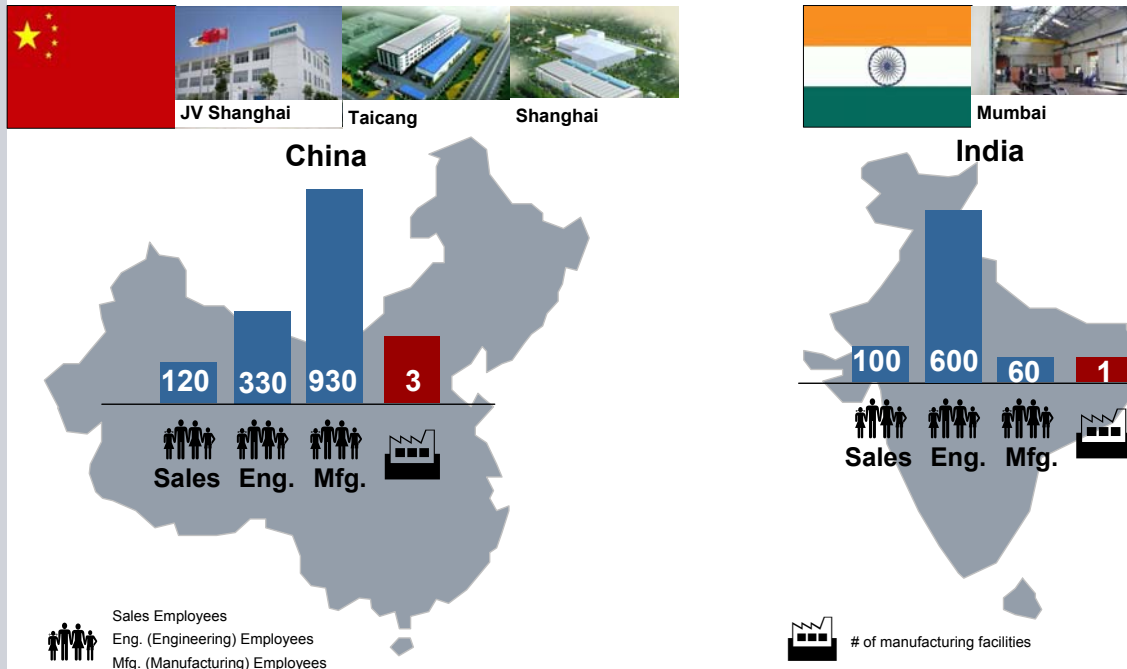 SIEMENS
JV Shanghai
Taicang
Shanghai
Mumbai
China
India
120 330 930 3
100 600 60 1
Sales Eng. Mfg.
Sales Eng. Mfg.
Sales Employees
Eng. (Engineering) Employees
Mfg. (Manufacturing) Employees
# of manufacturing facilities